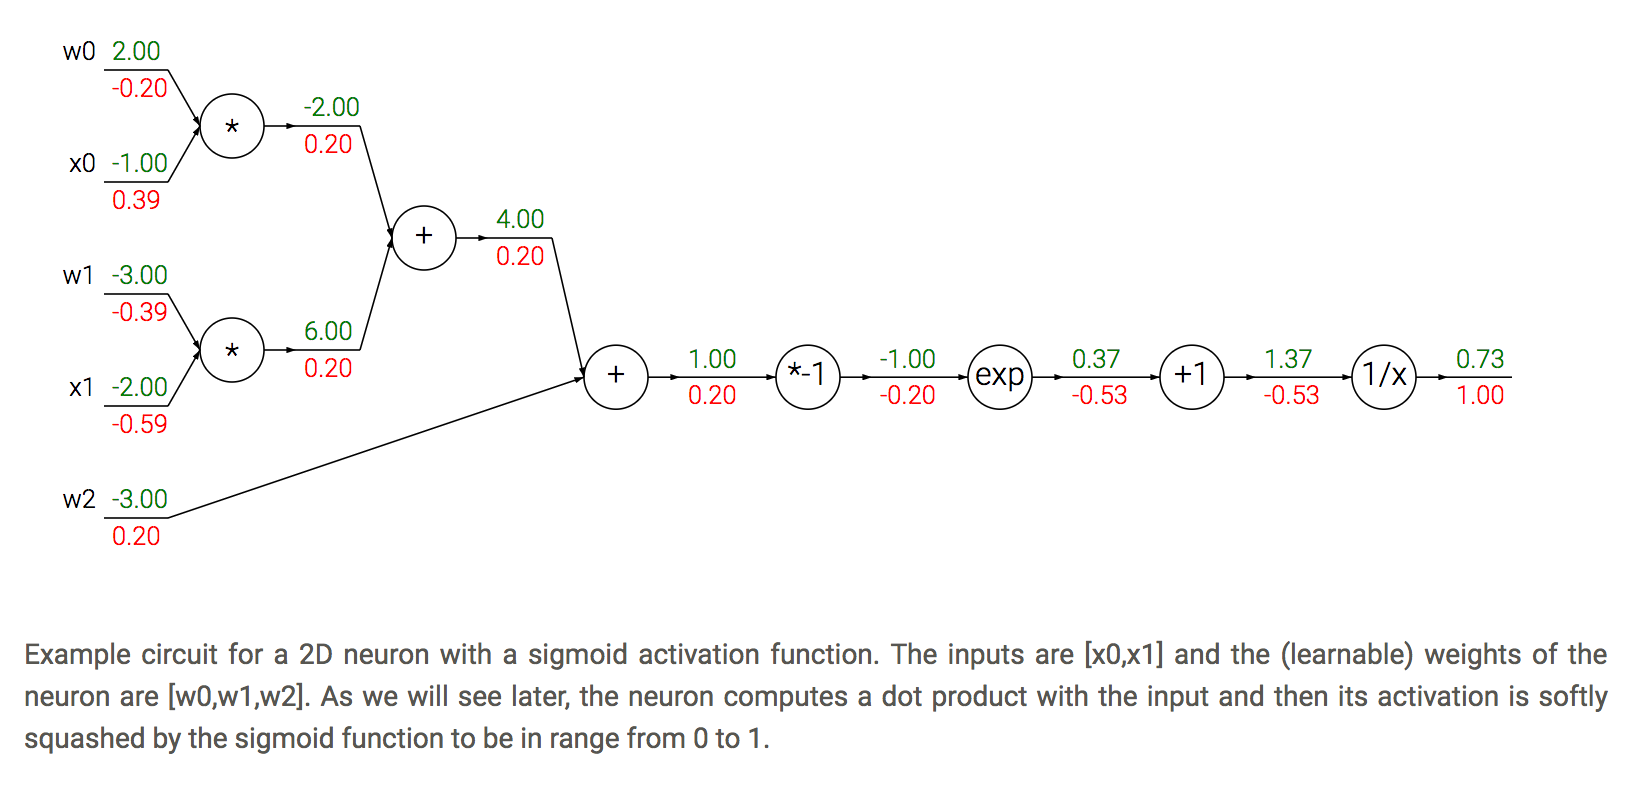 w0 2.00
-0.20
* -2.00
0.20
x0 -1.00
0.39
+ 4.00
0.20
w1 -3.00
-0.39
* 6.00
0.20
x1 -2.00
-0.59
+ 1.00 *-1 -1.00 exp 0.37 +1 1.37 1/x 0.73
0.20 -0.20 -0.53 -0.53 1.00
w2 -3.00
0.20
Example circuit for a 2D neuron with a sigmoid activation function. The inputs are [x0,x1] and the (learnable) weights of the
neuron are [w0,w1,w2]. As we will see later, the neuron computes a dot product with the input and then its activation is softly
squashed by the sigmoid function to be in range from 0 to 1.